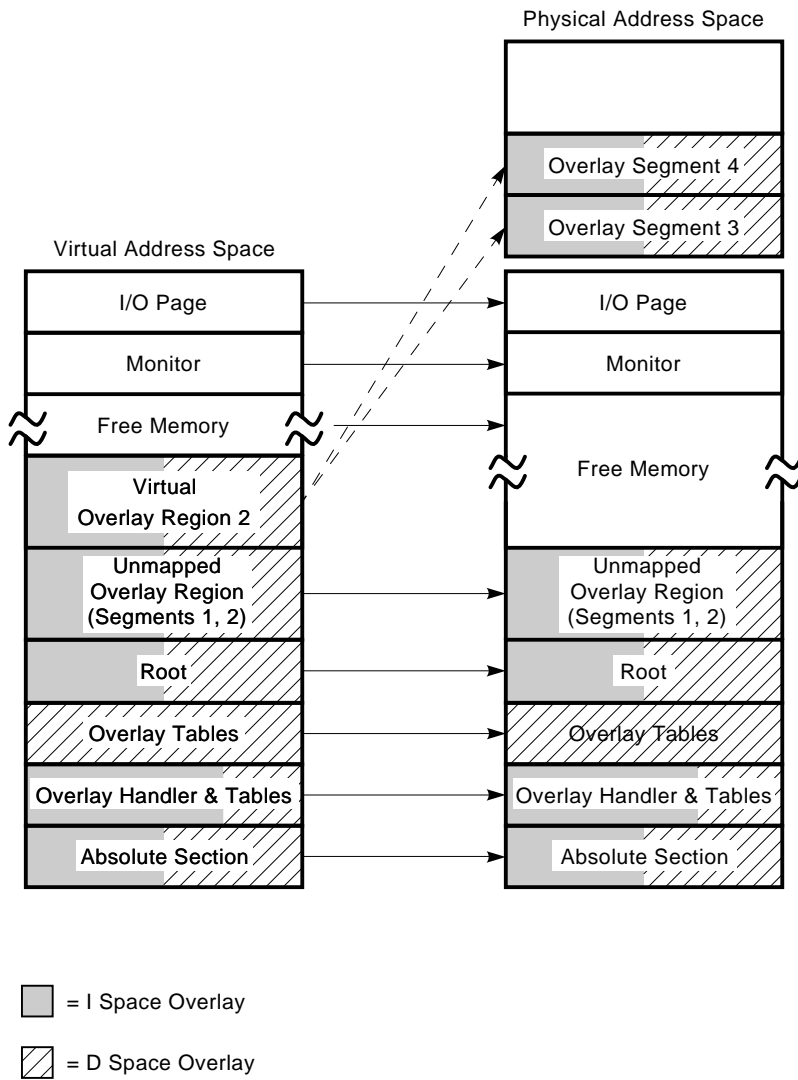 Physical Address Space
Overlay Segment 4
Overlay Segment 3
Virtual Address Space
I/O Page
Monitor
Free Memory
Virtual
Overlay Region 2
Unmapped
Overlay Region
(Segments 1, 2)
Root
Overlay Tables
Overlay Handler & Tables
Absolute Section
I/O Page
Monitor
Free Memory
Unmapped
Overlay Region
(Segments 1, 2)
Root
Overlay Tables
Overlay Handler & Tables
Absolute Section
= I Space Overlay
= D Space Overlay